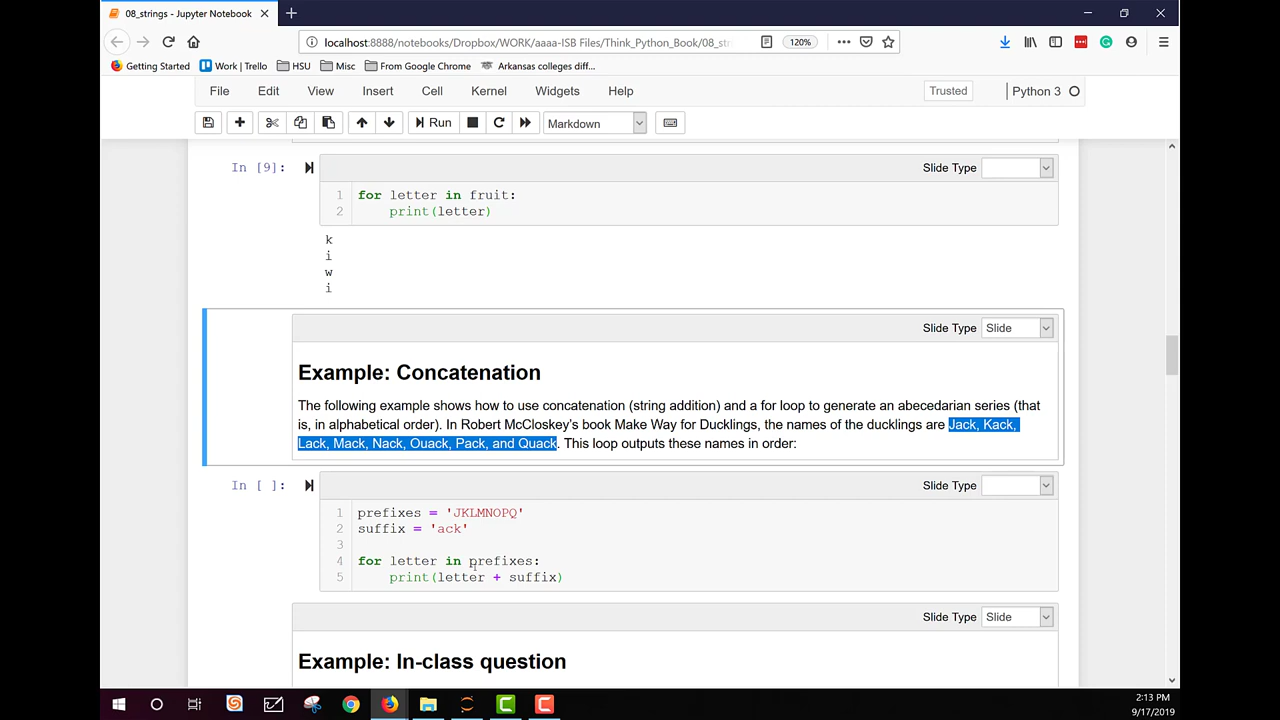 08_strings - Jupyter Notebook
localhost:8888/notebooks/Dropbox/WORK/aaaa-ISB Files/Think_Python_Book/08_str
120%
Getting Started
Work | Trello
HSU
Misc
From Google Chrome
Arkansas colleges diff...
File Edit View Insert Cell Kernel Widgets Help
Trusted
Python 3
Run
Markdown
In [9]:
Slide Type
1 for letter in fruit:
2 print(letter)
k
i
w
i
Slide Type Slide
Example: Concatenation
The following example shows how to use concatenation (string addition) and a for loop to generate an abecedarian series (that
is, in alphabetical order). In Robert McCloskey's book Make Way for Ducklings, the names of the ducklings are Jack, Kack,
Lack, Mack, Nack, Ouack, Pack, and Quack. This loop outputs these names in order:
In [ ]:
Slide Type
1 prefixes = 'JKLMNOPQ'
2 suffix = 'ack'
3
4 for letter in prefixes:
5 print(letter + suffix)
Slide Type Slide
Example: In-class question
2:13 PM
9/17/2019